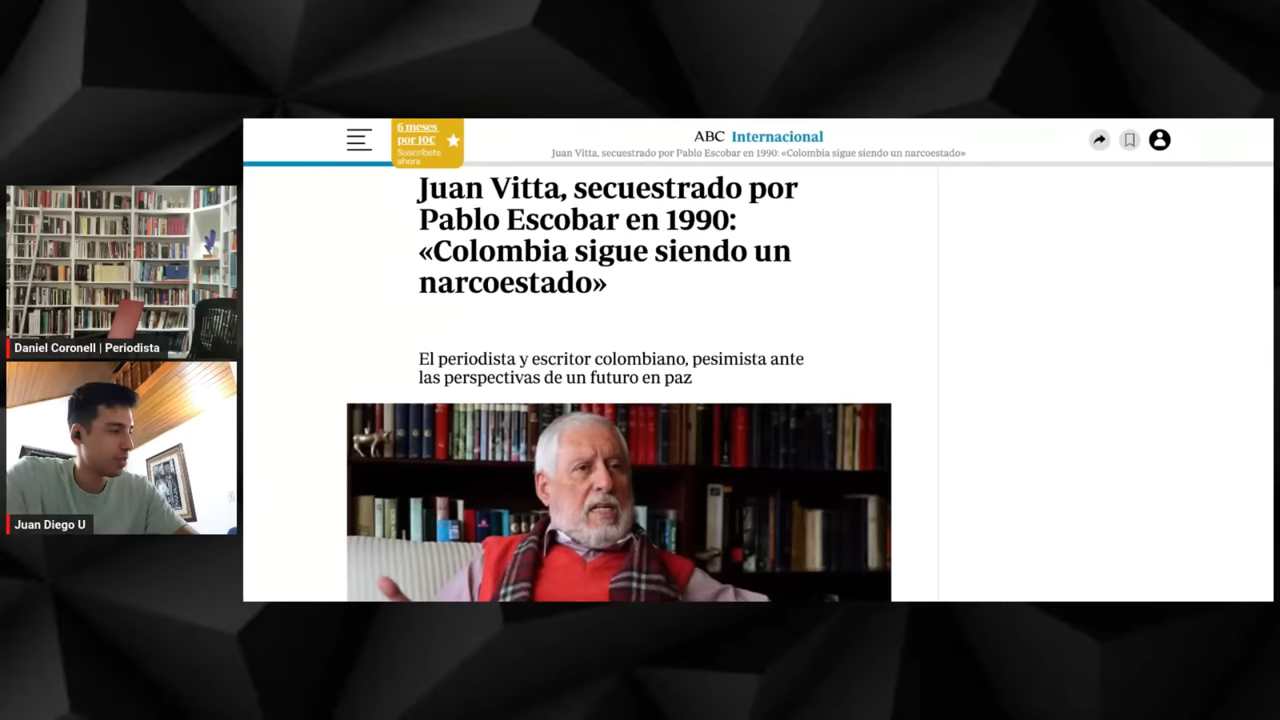 6 meses
por 10€
Suscríbete
ahora
ABC Internacional
Juan Vitta, secuestrado por Pablo Escobar en 1990: «Colombia sigue siendo un narcoestado»
Juan Vitta, secuestrado por
Pablo Escobar en 1990:
«Colombia sigue siendo un
narcoestado»
El periodista y escritor colombiano, pesimista ante
las perspectivas de un futuro en paz
Daniel Coronell | Periodista
Juan Diego U